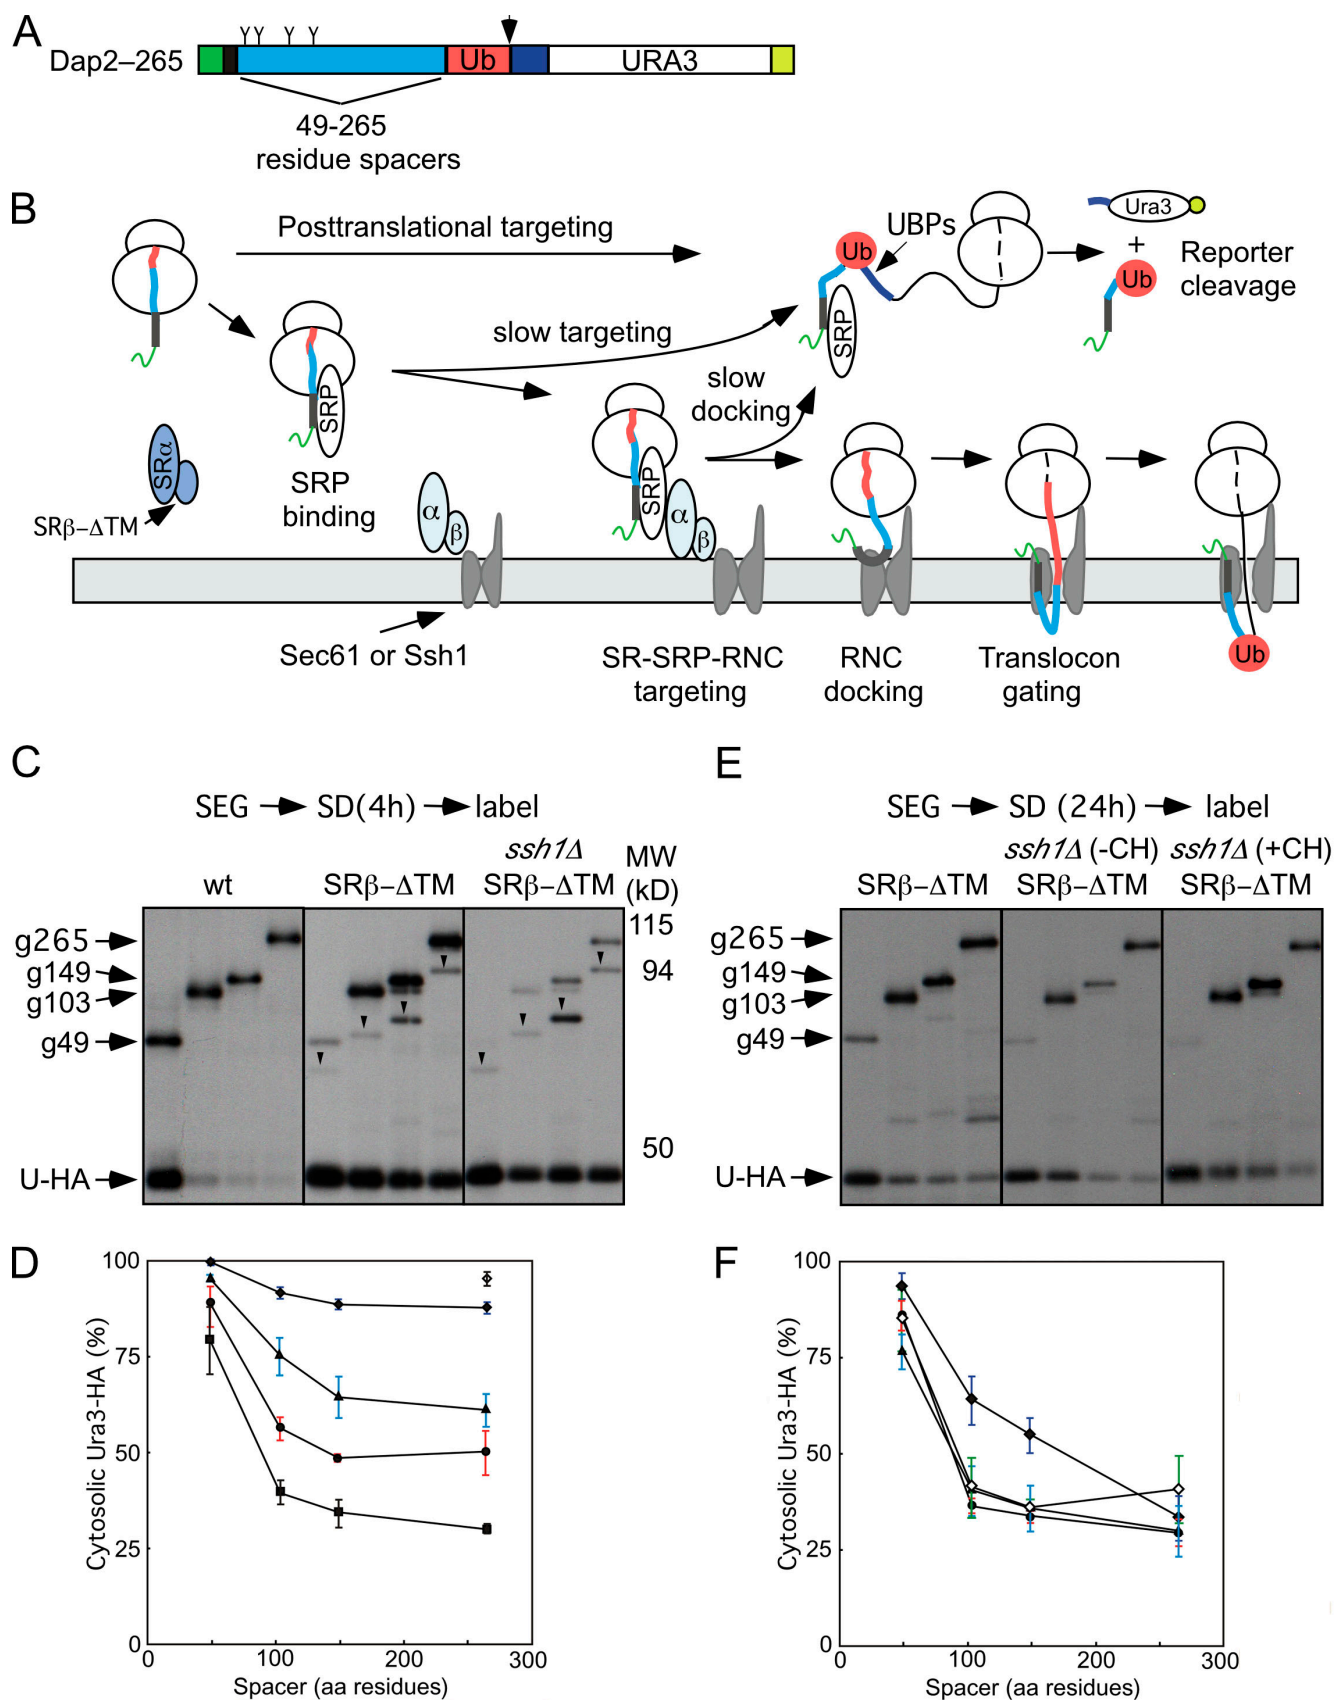 A
Y Y Y Y
Dap2–265
Ub
URA3
49-265
residue spacers
B
Posttranslational targeting
UBPs
Ub
Ura3
+
Ub
Reporter
cleavage
slow targeting
SRP
SRP
slow
docking
SRα
SRβ–ΔTM
SRP
binding
α
β
SRP
α
β
Sec61 or Ssh1
SR-SRP-RNC
targeting
RNC
docking
Translocon
gating
Ub
C
SEG SD(4h) label
ssh1Δ
wt SRβ–ΔTM SRβ–ΔTM
MW
(kD)
g265
g149
g103
g49
U-HA
115
94
50
E
SEG SD (24h) label
ssh1Δ (-CH) ssh1Δ (+CH)
SRβ–ΔTM SRβ–ΔTM SRβ–ΔTM
g265
g149
g103
g49
U-HA
D
Cytosolic Ura3-HA (%)
100
75
50
25
0
0 100 200 300
Spacer (aa residues)
F
Cytosolic Ura3-HA (%)
100
75
50
25
0
0 100 200 300
Spacer (aa residues)